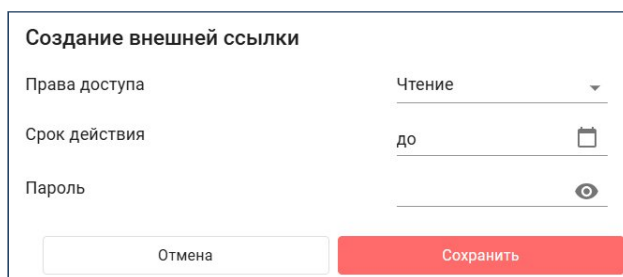 Создание внешней ссылки
Права доступа Чтение
Срок действия до
Пароль
Отмена Сохранить